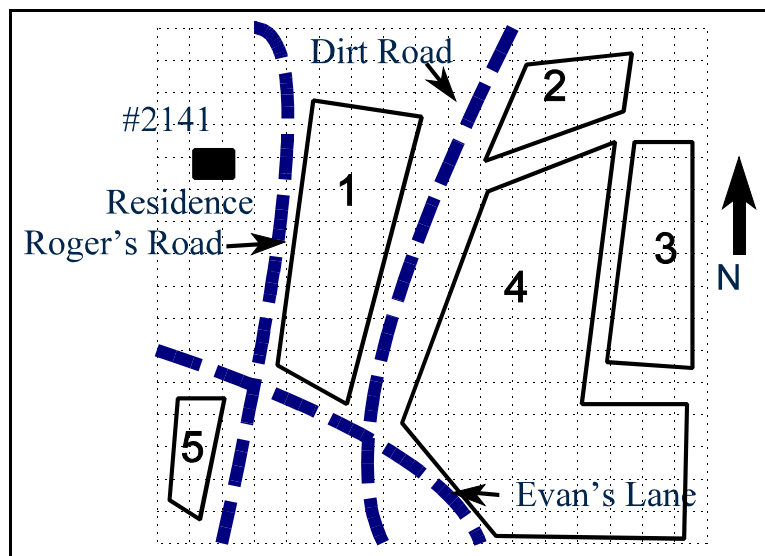 Dirt Road
2
#2141
1
Residence
Roger's Road
3
4
N
5
Evan's Lane